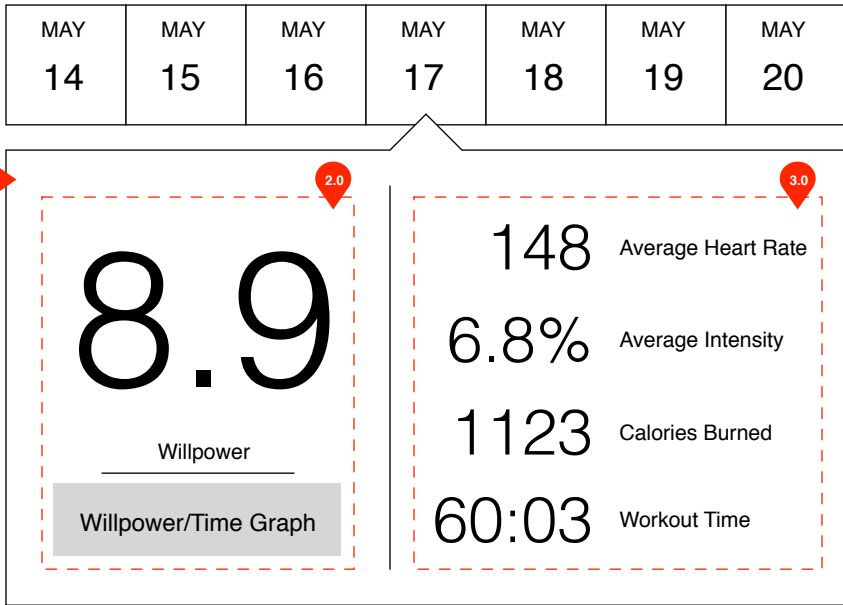 MAY MAY MAY MAY MAY MAY MAY
14 15 16 17 18 19 20
2.0
8.9
Willpower
Willpower/Time Graph
3.0
148 Average Heart Rate
6.8% Average Intensity
1123 Calories Burned
60:03 Workout Time